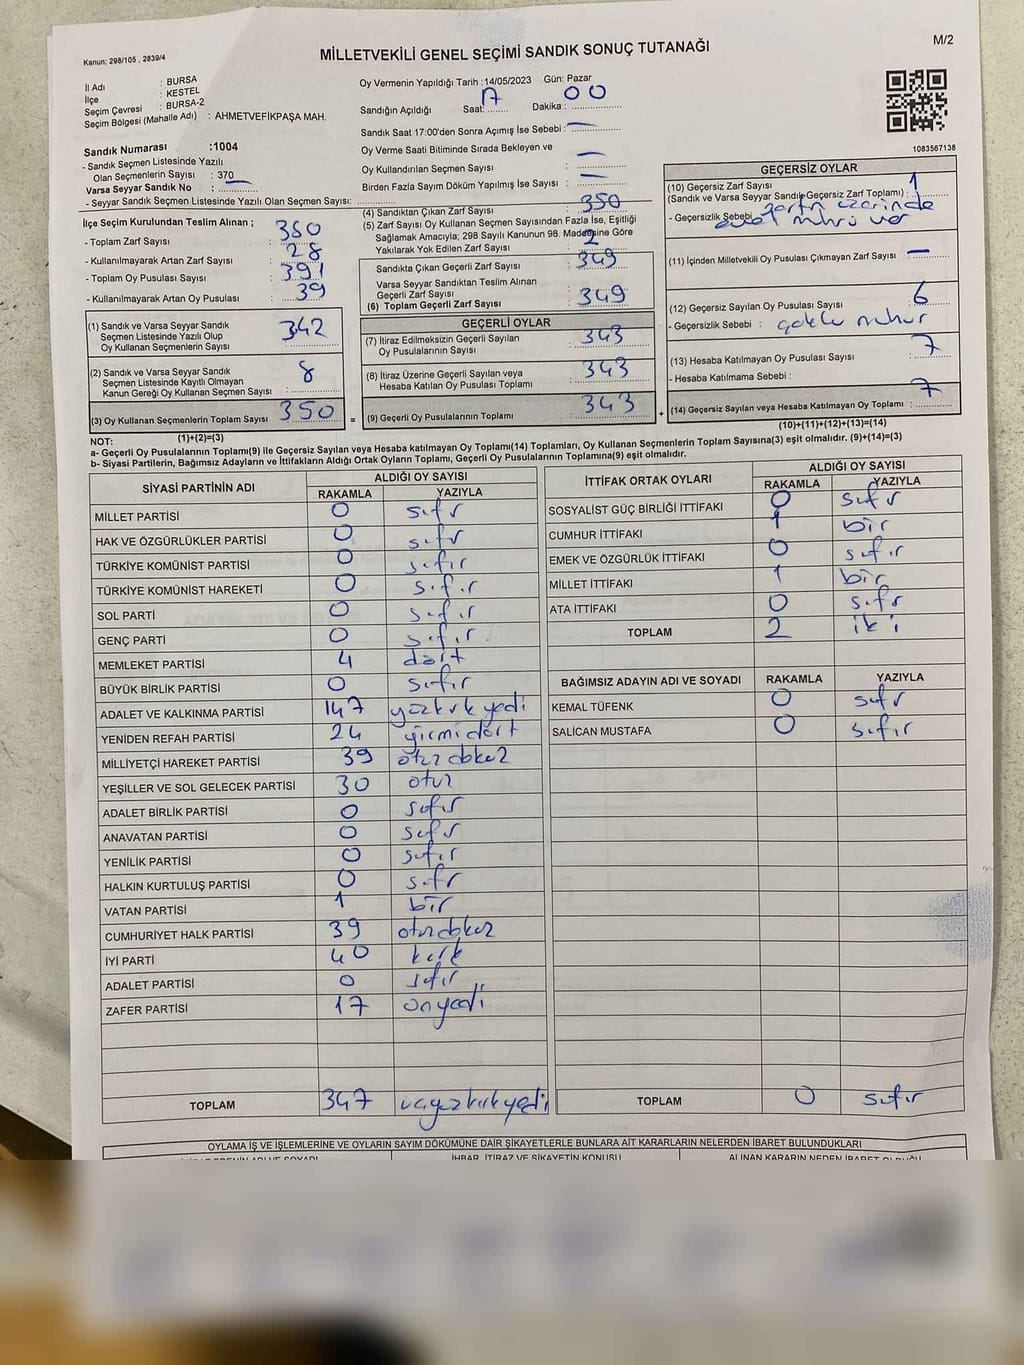 Kanun; 298/105 , 2839/4
MİLLETVEKİLİ GENEL SEÇİMİ SANDIK SONUÇ TUTANAĞI
M/2
İl Adı : BURSA
İlçe : KESTEL
Seçim Çevresi : BURSA-2
Seçim Bölgesi (Mahalle Adı) : AHMETVEFİKPAŞA MAH.
Sandık Numarası :1004
- Sandık Seçmen Listesinde Yazılı
Olan Seçmenlerin Sayısı : 370
Varsa Seyyar Sandık No : —
- Seyyar Sandık Seçmen Listesinde Yazılı Olan Seçmen Sayısı:
Oy Vermenin Yapıldığı Tarih :14/05/2023 Gün: Pazar
Sandığın Açıldığı Saat: 17 Dakika : 00
Sandık Saat 17:00'den Sonra Açımış İse Sebebi : —
Oy Verme Saati Bitiminde Sırada Bekleyen ve
Oy Kullandırılan Seçmen Sayısı : —
Birden Fazla Sayım Döküm Yapılmış İse Sayısı : —
1083567138
İlçe Seçim Kurulundan Teslim Alınan ;
- Toplam Zarf Sayısı : 350
- Kullanılmayarak Artan Zarf Sayısı : 28
- Toplam Oy Pusulası Sayısı : 391
- Kullanılmayarak Artan Oy Pusulası : 39
(1) Sandık ve Varsa Seyyar Sandık
Seçmen Listesinde Yazılı Olup
Oy Kullanan Seçmenlerin Sayısı 342
(2) Sandık ve Varsa Seyyar Sandık
Seçmen Listesinde Kayıtlı Olmayan
Kanun Gereği Oy Kullanan Seçmen Sayısı 8
(3) Oy Kullanan Seçmenlerin Toplam Sayısı 350 =
(1)+(2)=(3)
(4) Sandıktan Çıkan Zarf Sayısı : 350
(5) Zarf Sayısı Oy Kullanan Seçmen Sayısından Fazla İse, Eşitliği
Sağlamak Amacıyla; 298 Sayılı Kanunun 98. Maddesine Göre
Yakılarak Yok Edilen Zarf Sayısı :
Sandıkta Çıkan Geçerli Zarf Sayısı : 349
Varsa Seyyar Sandıktan Teslim Alınan
Geçerli Zarf Sayısı :
(6) Toplam Geçerli Zarf Sayısı : 349
GEÇERLİ OYLAR
(7) İtiraz Edilmeksizin Geçerli Sayılan
Oy Pusulalarının Sayısı : 343
(8) İtiraz Üzerine Geçerli Sayılan veya
Hesaba Katılan Oy Pusulası Toplamı : 343
(9) Geçerli Oy Pusulalarının Toplamı : 343 +
GEÇERSİZ OYLAR
(10) Geçersiz Zarf Sayısı 1
(Sandık ve Varsa Seyyar Sandık Geçersiz Zarf Toplamı) :
- Geçersizlik Sebebi : zarfın üzerinde
evet mührü var
(11) İçinden Milletvekili Oy Pusulası Çıkmayan Zarf Sayısı : —
(12) Geçersiz Sayılan Oy Pusulası Sayısı : 6
- Geçersizlik Sebebi :
(13) Hesaba Katılmayan Oy Pusulası Sayısı : 7
- Hesaba Katılmama Sebebi :
(14) Geçersiz Sayılan veya Hesaba Katılmayan Oy Toplamı : 7
(10)+(11)+(12)+(13)=(14)
NOT:
a- Geçerli Oy Pusulalarının Toplamı(9) ile Geçersiz Sayılan veya Hesaba katılmayan Oy Toplamı(14) Toplamları, Oy Kullanan Seçmenlerin Toplam Sayısına(3) eşit olmalıdır. (9)+(14)=(3)
b- Siyasi Partilerin, Bağımsız Adayların ve İttifakların Aldığı Ortak Oyların Toplamı, Geçerli Oy Pusulalarının Toplamına(9) eşit olmalıdır.
SİYASİ PARTİNİN ADI ALDIĞI OY SAYISI
RAKAMLA YAZIYLA
MİLLET PARTİSİ 0 sıfır
HAK VE ÖZGÜRLÜKLER PARTİSİ 0 sıfır
TÜRKİYE KOMÜNİST PARTİSİ 0 sıfır
TÜRKİYE KOMÜNİST HAREKETİ 0 sıfır
SOL PARTİ 0 sıfır
GENÇ PARTİ 0 sıfır
MEMLEKET PARTİSİ 4 dört
BÜYÜK BİRLİK PARTİSİ 0 sıfır
ADALET VE KALKINMA PARTİSİ 147 yüzkırkyedi
YENİDEN REFAH PARTİSİ 24 yirmidört
MİLLİYETÇİ HAREKET PARTİSİ 39 otuzdokuz
YEŞİLLER VE SOL GELECEK PARTİSİ 30 otuz
ADALET BİRLİK PARTİSİ 0 sıfır
ANAVATAN PARTİSİ 0 sıfır
YENİLİK PARTİSİ 0 sıfır
HALKIN KURTULUŞ PARTİSİ 0 sıfır
VATAN PARTİSİ 1 bir
CUMHURİYET HALK PARTİSİ 39 otuzdokuz
İYİ PARTİ 40 kırk
ADALET PARTİSİ 0 sıfır
ZAFER PARTİSİ 17 onyedi
TOPLAM 347 üçyüzkırkyedi
İTTİFAK ORTAK OYLARI ALDIĞI OY SAYISI
RAKAMLA YAZIYLA
SOSYALİST GÜÇ BİRLİĞİ İTTİFAKI 0 sıfır
CUMHUR İTTİFAKI 1 bir
EMEK VE ÖZGÜRLÜK İTTİFAKI 0 sıfır
MİLLET İTTİFAKI 1 bir
ATA İTTİFAKI 0 sıfır
TOPLAM 2 iki
BAĞIMSIZ ADAYIN ADI VE SOYADI RAKAMLA YAZIYLA
KEMAL TÜFENK 0 sıfır
SALİCAN MUSTAFA 0 sıfır
TOPLAM 0 sıfır
OYLAMA İŞ VE İŞLEMLERİNE VE OYLARIN SAYIM DÖKÜMÜNE DAİR ŞİKAYETLERLE BUNLARA AİT KARARLARIN NELERDEN İBARET BULUNDUKLARI
İHBAR, İTİRAZ VE ŞİKAYETİN KONUSU ALINAN KARARIN NEDEN İBARET OLDUĞU